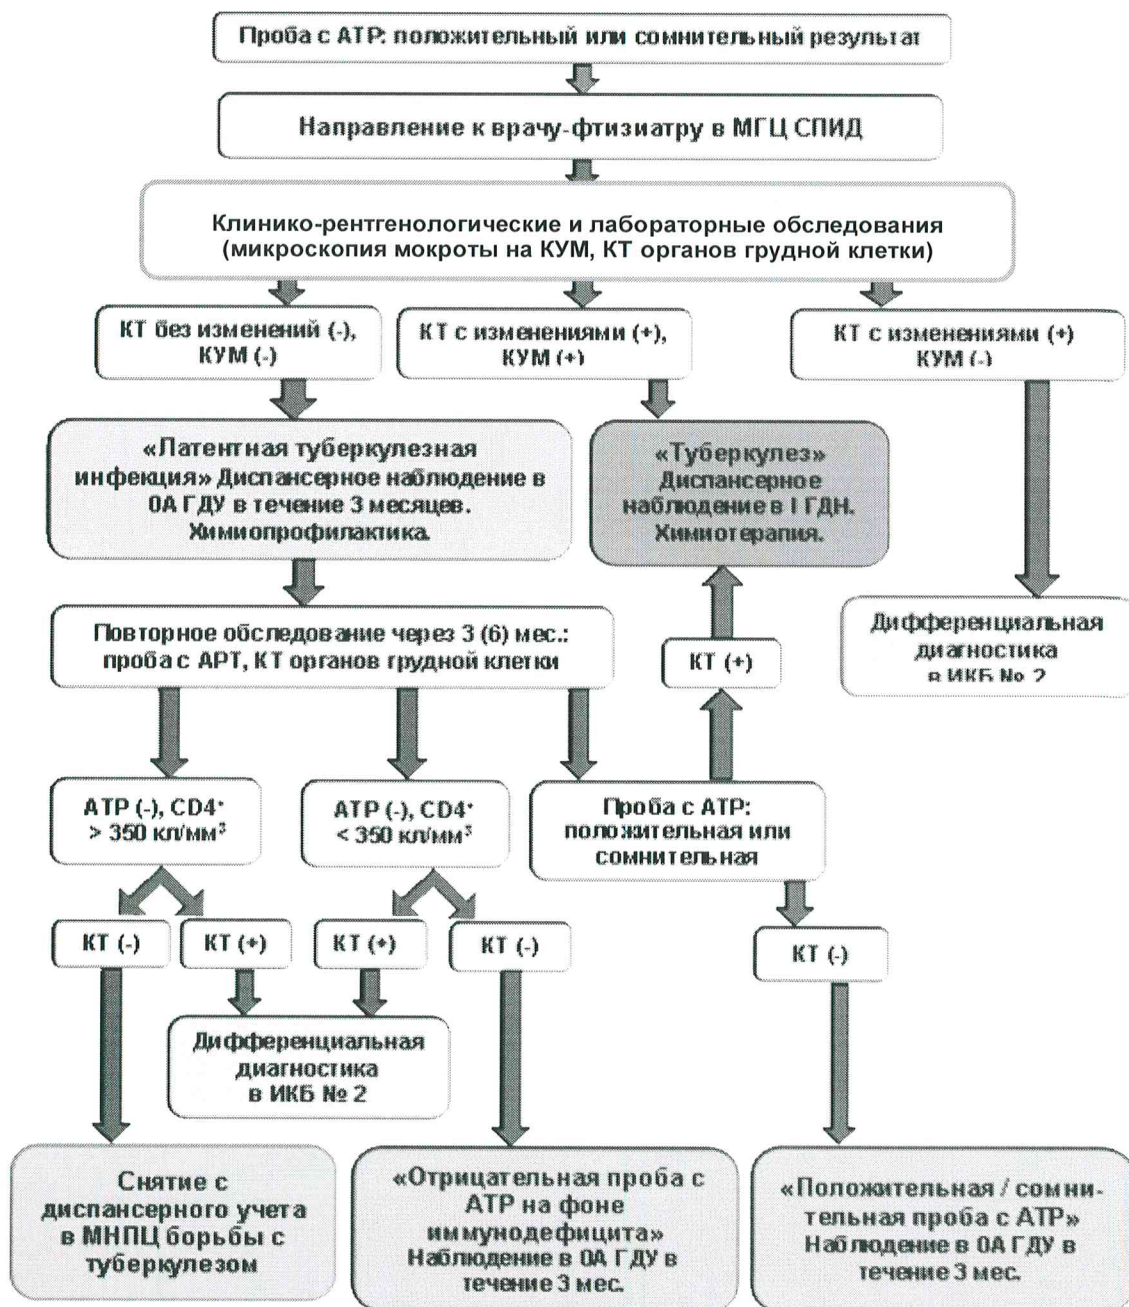 Проба с АТР: положительный или сомнительный результат
Направление к врачу-фтизиатру в МГЦ СПИД
Клинико-рентгенологические и лабораторные обследования
(микроскопия мокроты на КУМ, КТ органов грудной клетки)
КТ без изменений (-),
КУМ (-)
КТ с изменениями (+),
КУМ (+)
КТ с изменениями (+)
КУМ (-)
«Латентная туберкулезная
инфекция» Диспансерное наблюдение в
0А ГДУ в течение 3 месяцев.
Химиопрофилактика.
«Туберкулез»
Диспансерное
наблюдение в I ГДН.
Химиотерапия.
Повторное обследование через 3 (6) мес.:
проба с АРТ, КТ органов грудной клетки
КТ (+)
Дифференциальная
диагностика
в ИКБ № 2
АТР (-), CD4⁺
> 350 кл/мм³
АТР (-), CD4⁺
< 350 кл/мм³
Проба с АТР:
положительная или
сомнительная
КТ (-)
КТ (+)
КТ (+)
КТ (-)
КТ (-)
Дифференциальная
диагностика
в ИКБ № 2
Снятие с
диспансерного учета
в МНПЦ борьбы с
туберкулезом
«Отрицательная проба с
АТР на фоне
иммунодефицита»
Наблюдение в 0А ГДУ в
течение 3 мес.
«Положительная / сомни-
тельная проба с АТР»
Наблюдение в 0А ГДУ в
течение 3 мес.